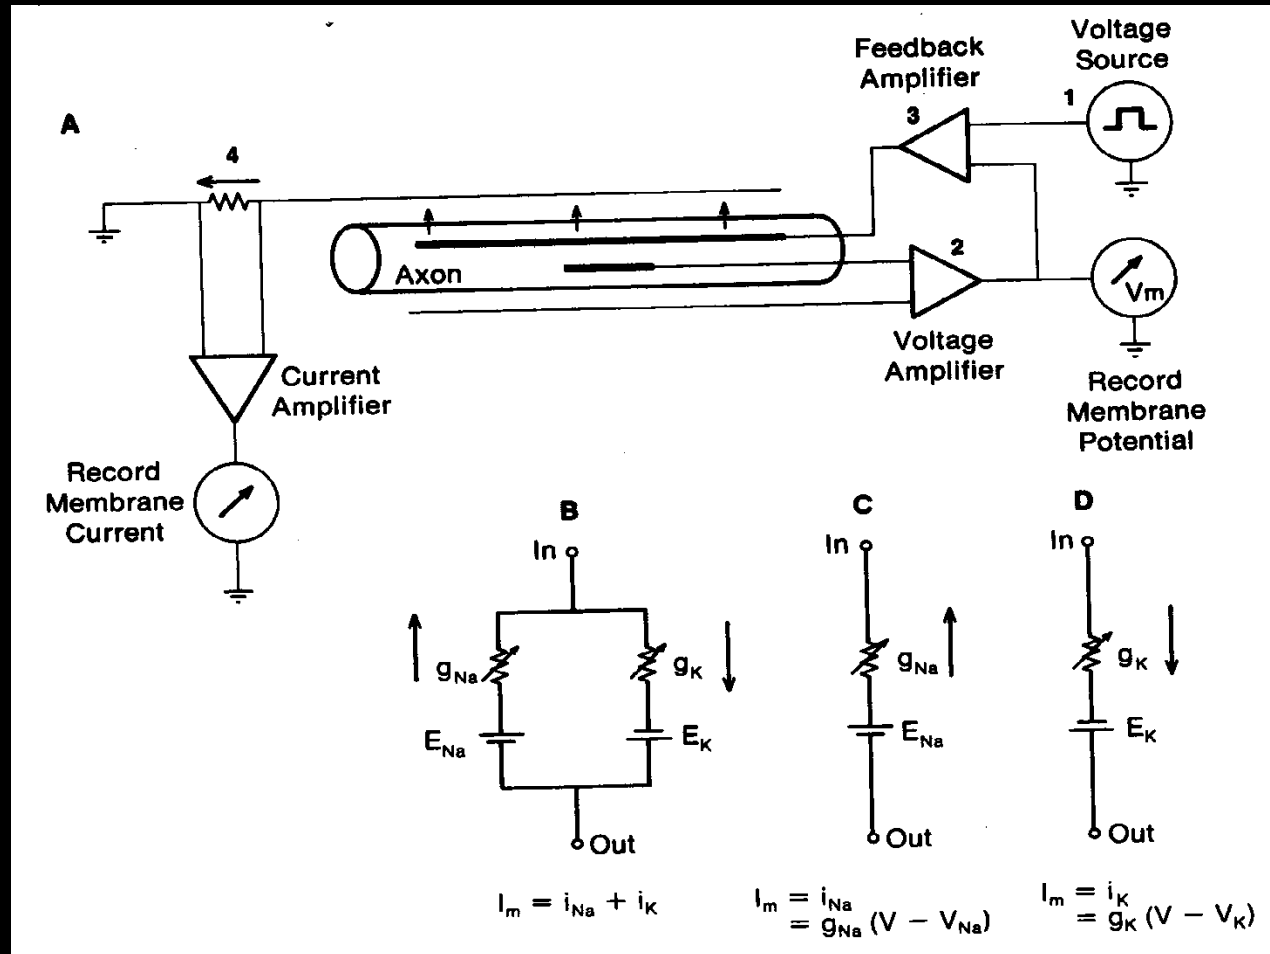 A
4
Feedback
Amplifier
3
Voltage
Source
1
Axon
2
Voltage
Amplifier
Vm
Record
Membrane
Potential
Current
Amplifier
Record
Membrane
Current
B
In
gNa
gK
ENa
EK
Out
Im = iNa + iK
C
In
gNa
ENa
Out
Im = iNa
= gNa (V − VNa)
D
In
gK
EK
Out
Im = iK
= gK (V − VK)